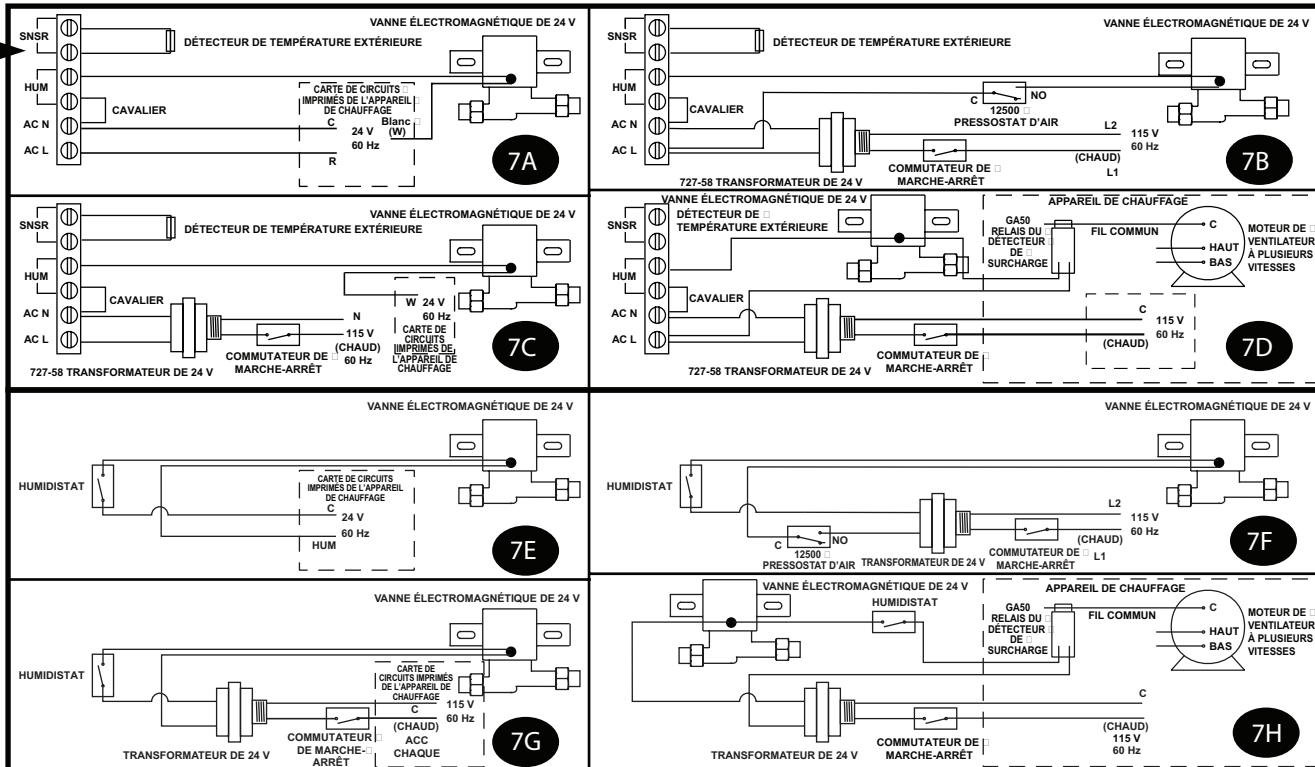 VANNE ÉLECTROMAGNÉTIQUE DE 24 V
SNSR
DÉTECTEUR DE TEMPÉRATURE EXTÉRIEURE
HUM
CAVALIER
AC N
AC L
CARTE DE CIRCUITS
IMPRIMÉS DE L'APPAREIL
DE CHAUFFAGE
C
24 V
60 Hz
R
Blanc
(W)
7A
VANNE ÉLECTROMAGNÉTIQUE DE 24 V
SNSR
DÉTECTEUR DE TEMPÉRATURE EXTÉRIEURE
HUM
CAVALIER
AC N
AC L
C
NO
12500
PRESSOSTAT D'AIR
L2
115 V
60 Hz
(CHAUD)
L1
COMMUTATEUR DE
MARCHE-ARRÊT
727-58 TRANSFORMATEUR DE 24 V
7B
VANNE ÉLECTROMAGNÉTIQUE DE 24 V
SNSR
DÉTECTEUR DE TEMPÉRATURE EXTÉRIEURE
HUM
CAVALIER
AC N
AC L
N
115 V
(CHAUD)
60 Hz
COMMUTATEUR DE
MARCHE-ARRÊT
W 24 V
60 Hz
CARTE DE
CIRCUITS
IMPRIMÉS DE
L'APPAREIL DE
CHAUFFAGE
727-58 TRANSFORMATEUR DE 24 V
7C
VANNE ÉLECTROMAGNÉTIQUE DE 24 V
SNSR
DÉTECTEUR DE
TEMPÉRATURE EXTÉRIEURE
HUM
CAVALIER
AC N
AC L
APPAREIL DE CHAUFFAGE
GA50
RELAIS DU
DÉTECTEUR
DE
SURCHARGE
FIL COMMUN
C
HAUT
BAS
MOTEUR DE
VENTILATEUR
À PLUSIEURS
VITESSES
C
115 V
60 Hz
(CHAUD)
COMMUTATEUR DE
MARCHE-ARRÊT
727-58 TRANSFORMATEUR DE 24 V
7D
VANNE ÉLECTROMAGNÉTIQUE DE 24 V
HUMIDISTAT
CARTE DE CIRCUITS
IMPRIMÉS DE L'APPAREIL
DE CHAUFFAGE
C
24 V
60 Hz
HUM
7E
VANNE ÉLECTROMAGNÉTIQUE DE 24 V
HUMIDISTAT
C
NO
12500
PRESSOSTAT D'AIR
TRANSFORMATEUR DE 24 V
L2
115 V
60 Hz
(CHAUD)
L1
COMMUTATEUR DE
MARCHE-ARRÊT
7F
VANNE ÉLECTROMAGNÉTIQUE DE 24 V
HUMIDISTAT
CARTE DE
CIRCUITS IMPRIMÉS
DE L'APPAREIL DE
CHAUFFAGE
C
115 V
60 Hz
(CHAUD)
ACC
CHAQUE
COMMUTATEUR
DE MARCHE-
ARRÊT
TRANSFORMATEUR DE 24 V
7G
VANNE ÉLECTROMAGNÉTIQUE DE 24 V
HUMIDISTAT
APPAREIL DE CHAUFFAGE
GA50
RELAIS DU
DÉTECTEUR
DE
SURCHARGE
FIL COMMUN
C
HAUT
BAS
MOTEUR DE
VENTILATEUR
À PLUSIEURS
VITESSES
C
(CHAUD)
115 V
60 Hz
COMMUTATEUR DE
MARCHE-ARRÊT
TRANSFORMATEUR DE 24 V
7H